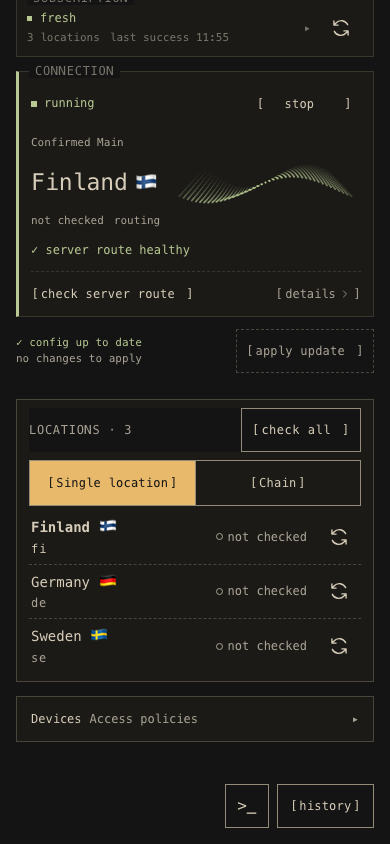 SUBSCRIPTION
fresh
3 locations last success 11:55
CONNECTION
running [ stop ]
Confirmed Main
Finland
not checked routing
✓ server route healthy
[check server route ] [details > ]
✓ config up to date
no changes to apply
[apply update ]
LOCATIONS · 3 [check all ]
[Single location] [Chain]
Finland
fi
not checked
Germany
de
not checked
Sweden
se
not checked
Devices Access policies
>_ [history]